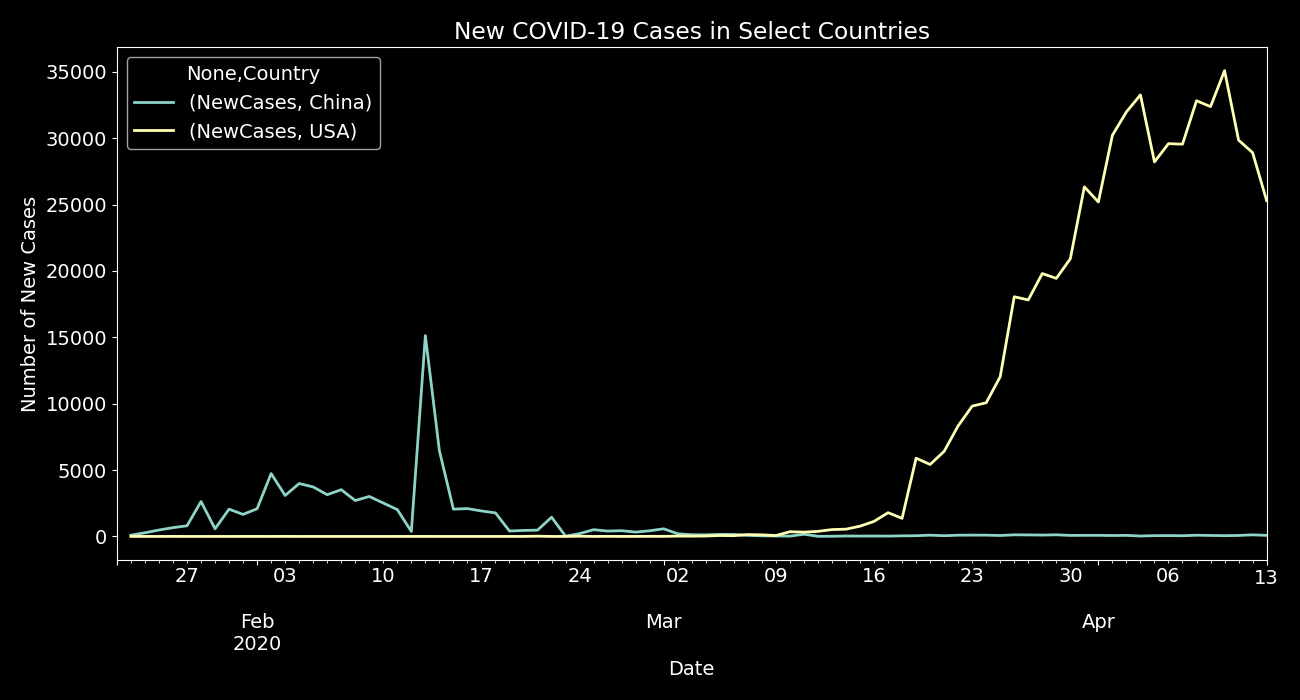 New COVID-19 Cases in Select Countries
None,Country
(NewCases, China)
(NewCases, USA)
Number of New Cases
35000
30000
25000
20000
15000
10000
5000
0
27 03 10 17 24 02 09 16 23 30 06 13
Feb Mar Apr
2020
Date